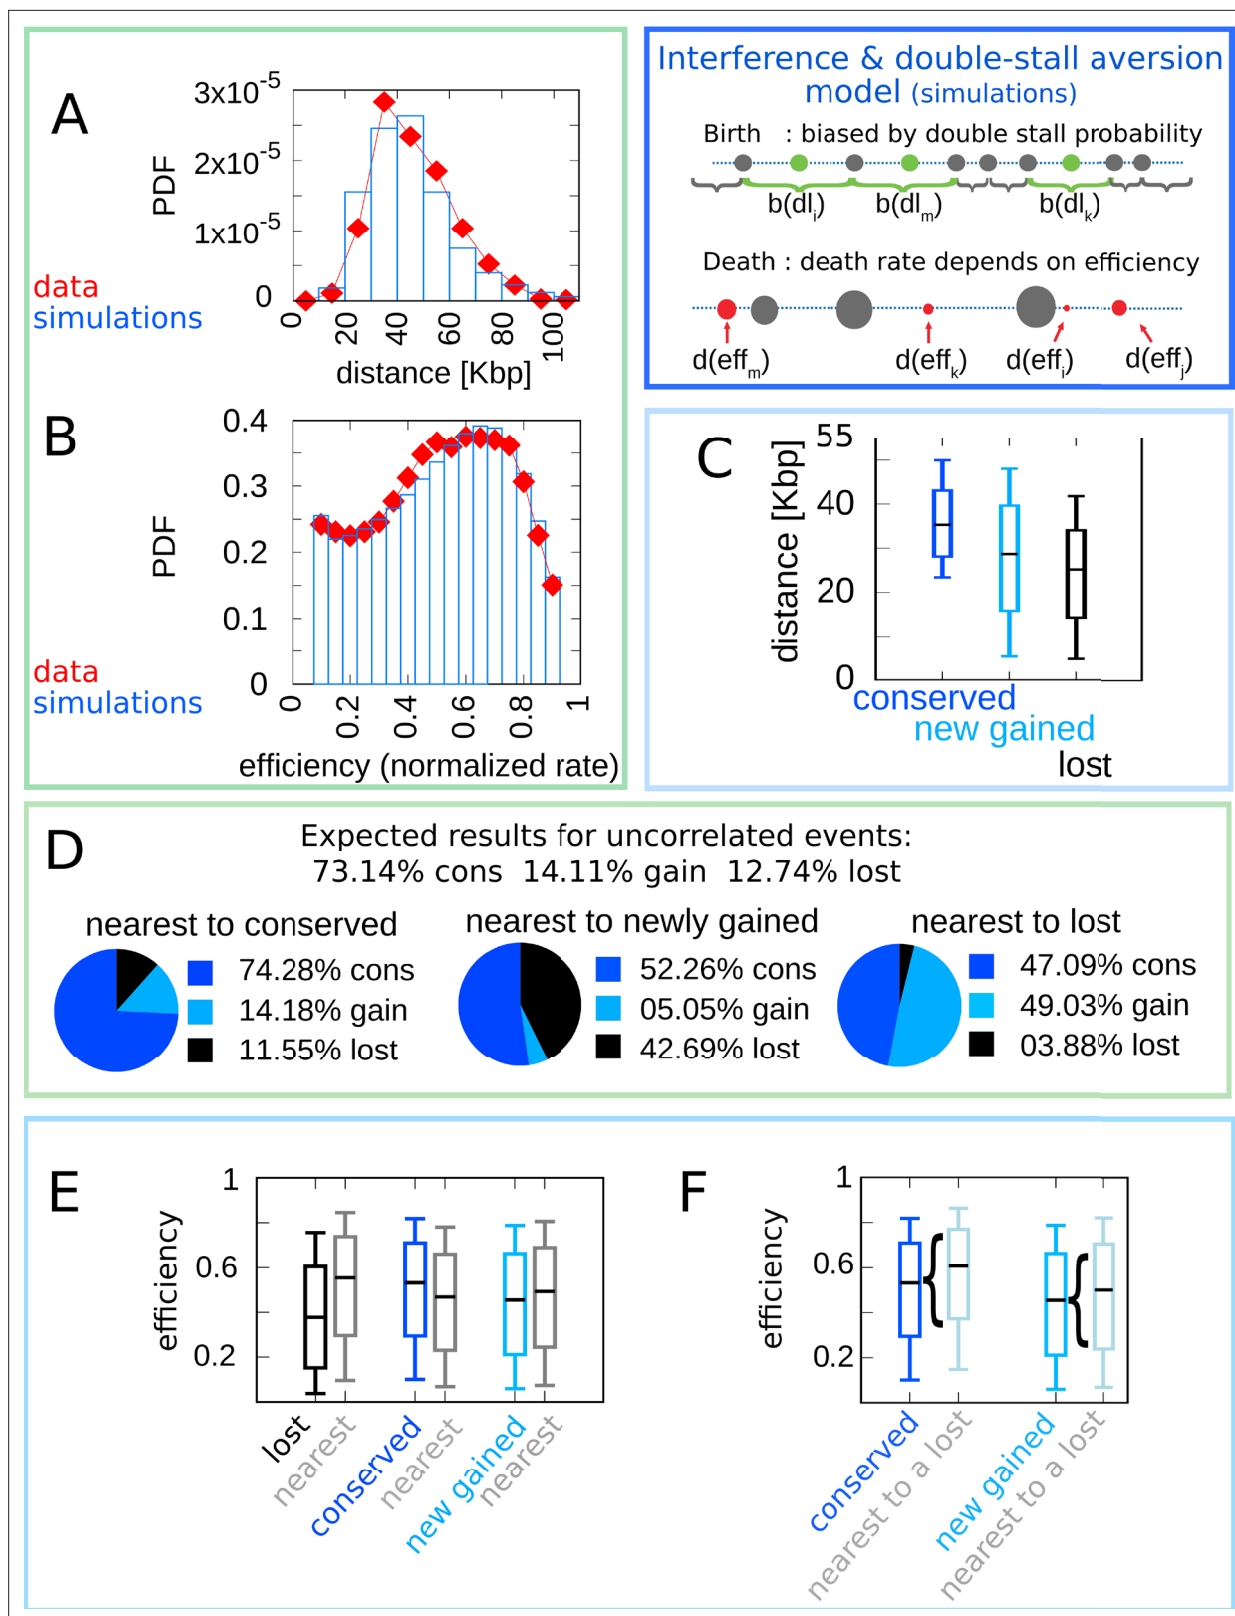 A
3x10-5
2x10-5
1x10-5
0
PDF
data
simulations
0 20 40 60 80 100
distance [Kbp]
B
0.4
0.3
0.2
0.1
0
PDF
data
simulations
0 0.2 0.4 0.6 0.8 1
efficiency (normalized rate)
Interference & double-stall aversion
model (simulations)
Birth : biased by double stall probability
b(dli) b(dlm) b(dlk)
Death : death rate depends on efficiency
d(effm) d(effk) d(effi) d(effj)
C
55
40
20
0
distance [Kbp]
conserved
new gained
lost
D
Expected results for uncorrelated events:
73.14% cons 14.11% gain 12.74% lost
nearest to conserved
74.28% cons
14.18% gain
11.55% lost
nearest to newly gained
52.26% cons
05.05% gain
42.69% lost
nearest to lost
47.09% cons
49.03% gain
03.88% lost
E
1
0.6
0.2
efficiency
lost
nearest
conserved
nearest
new gained
nearest
F
1
0.6
0.2
efficiency
conserved
nearest to a lost
new gained
nearest to a lost